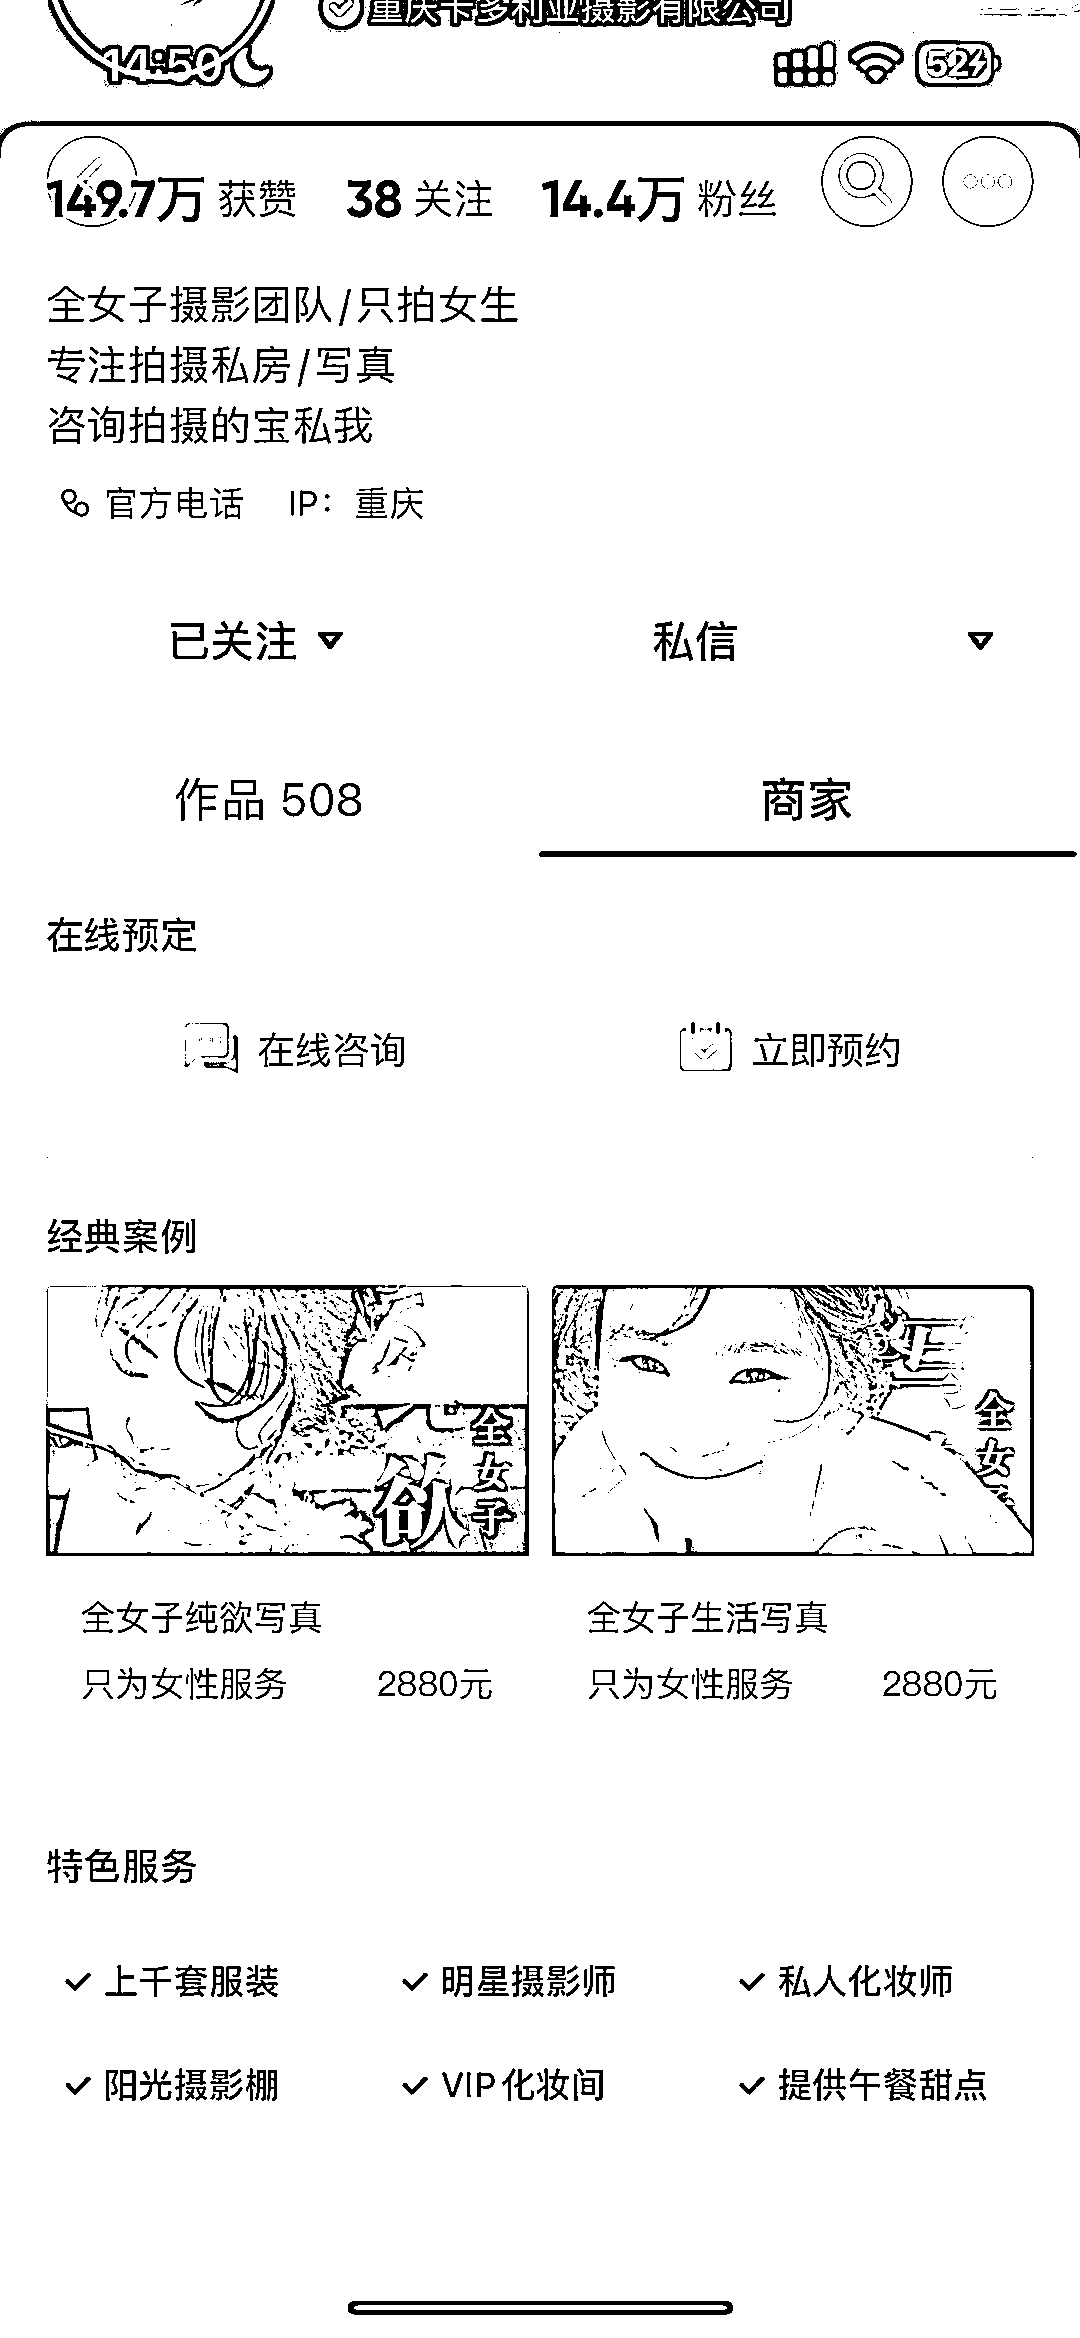 重庆卡多利亚摄影有限公司
14:50
52
149.7万 获赞 38 关注 14.4万 粉丝
全女子摄影团队/只拍女生
专注拍摄私房/写真
咨询拍摄的宝私我
官方电话 IP：重庆
已关注 私信
作品 508 商家
在线预定
在线咨询 立即预约
经典案例
欲
全女子
全女子
全女子纯欲写真 全女子生活写真
只为女性服务 2880元 只为女性服务 2880元
特色服务
上千套服装 明星摄影师 私人化妆师
阳光摄影棚 VIP化妆间 提供午餐甜点